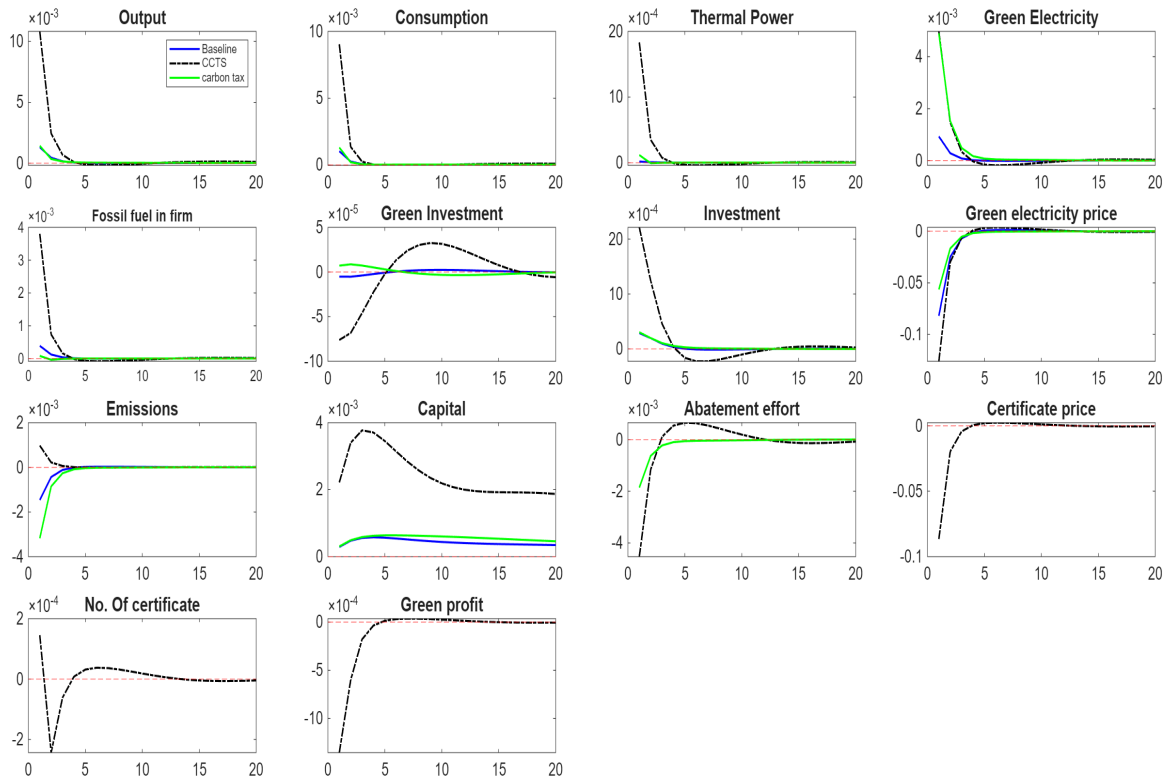 Output
×10⁻³
10
5
0
0 5 10 15 20
Baseline
CCTS
carbon tax
Consumption
×10⁻³
10
5
0
0 5 10 15 20
Thermal Power
×10⁻⁴
20
10
0
0 5 10 15 20
Green Electricity
×10⁻³
4
2
0
0 5 10 15 20
Fossil fuel in firm
×10⁻³
4
3
2
1
0
0 5 10 15 20
Green Investment
×10⁻⁵
5
0
-5
-10
0 5 10 15 20
Investment
×10⁻⁴
20
10
0
0 5 10 15 20
Green electricity price
0
-0.05
-0.1
0 5 10 15 20
Emissions
×10⁻³
2
0
-2
-4
0 5 10 15 20
Capital
×10⁻³
4
2
0
0 5 10 15 20
Abatement effort
×10⁻³
0
-2
-4
0 5 10 15 20
Certificate price
0
-0.05
-0.1
0 5 10 15 20
No. Of certificate
×10⁻⁴
2
0
-2
0 5 10 15 20
Green profit
×10⁻⁴
0
-5
-10
0 5 10 15 20